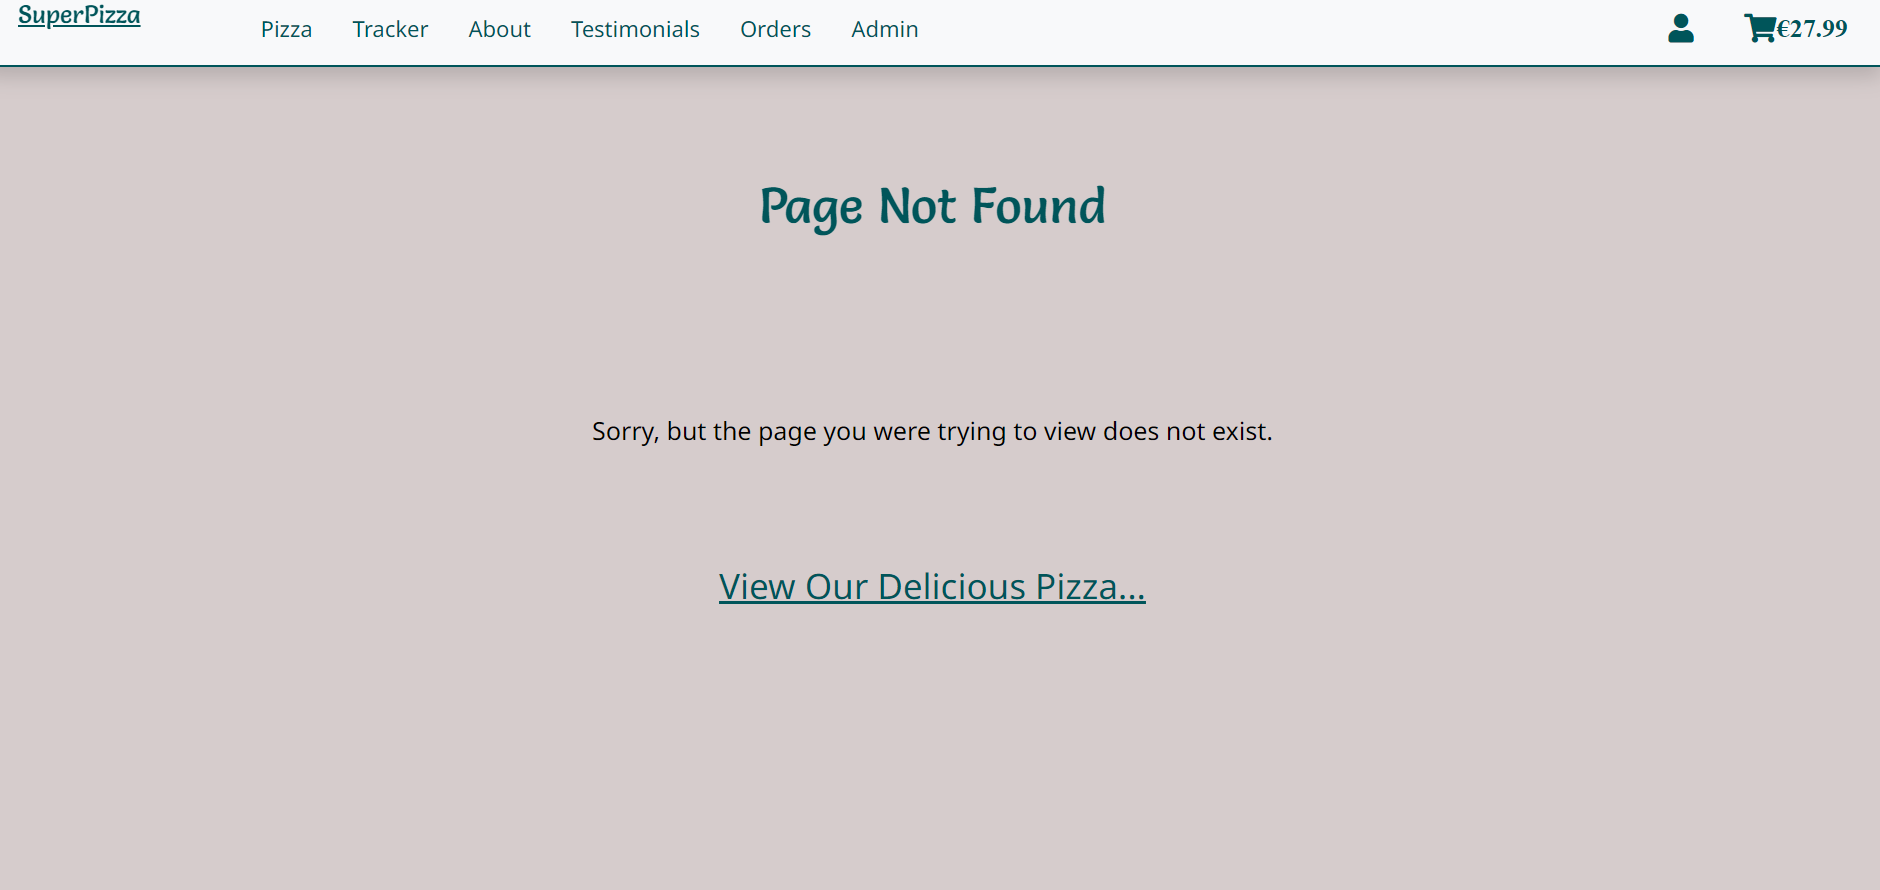 SuperPizza
Pizza Tracker About Testimonials Orders Admin €27.99
Page Not Found
Sorry, but the page you were trying to view does not exist.
View Our Delicious Pizza...